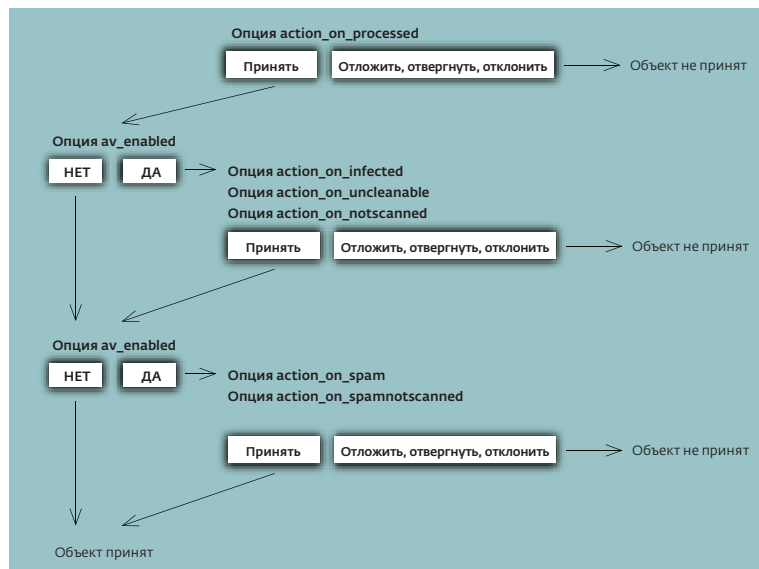 Опция action_on_processed
Принять
Отложить, отвергнуть, отклонить
Объект не принят
Опция av_enabled
НЕТ
ДА
Опция action_on_infected
Опция action_on_uncleanable
Опция action_on_notscanned
Принять
Отложить, отвергнуть, отклонить
Объект не принят
Опция av_enabled
НЕТ
ДА
Опция action_on_spam
Опция action_on_spamnotscanned
Принять
Отложить, отвергнуть, отклонить
Объект не принят
Объект принят